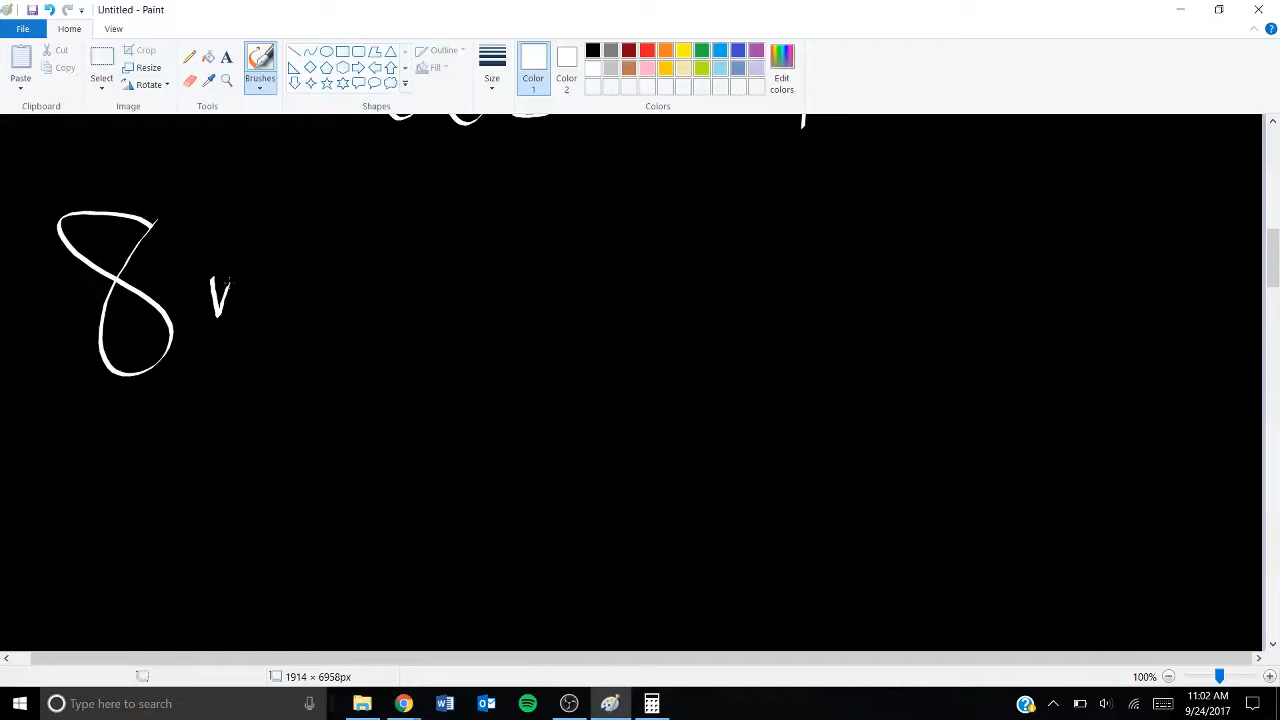 Untitled - Paint
File Home View
Paste Cut Copy Select Crop Resize Rotate Brushes Outline Fill Size Color 1 Color 2 Edit colors
Clipboard Image Tools Shapes Colors
8
1914 × 6958px 100%
Type here to search 11:02 AM
9/24/2017